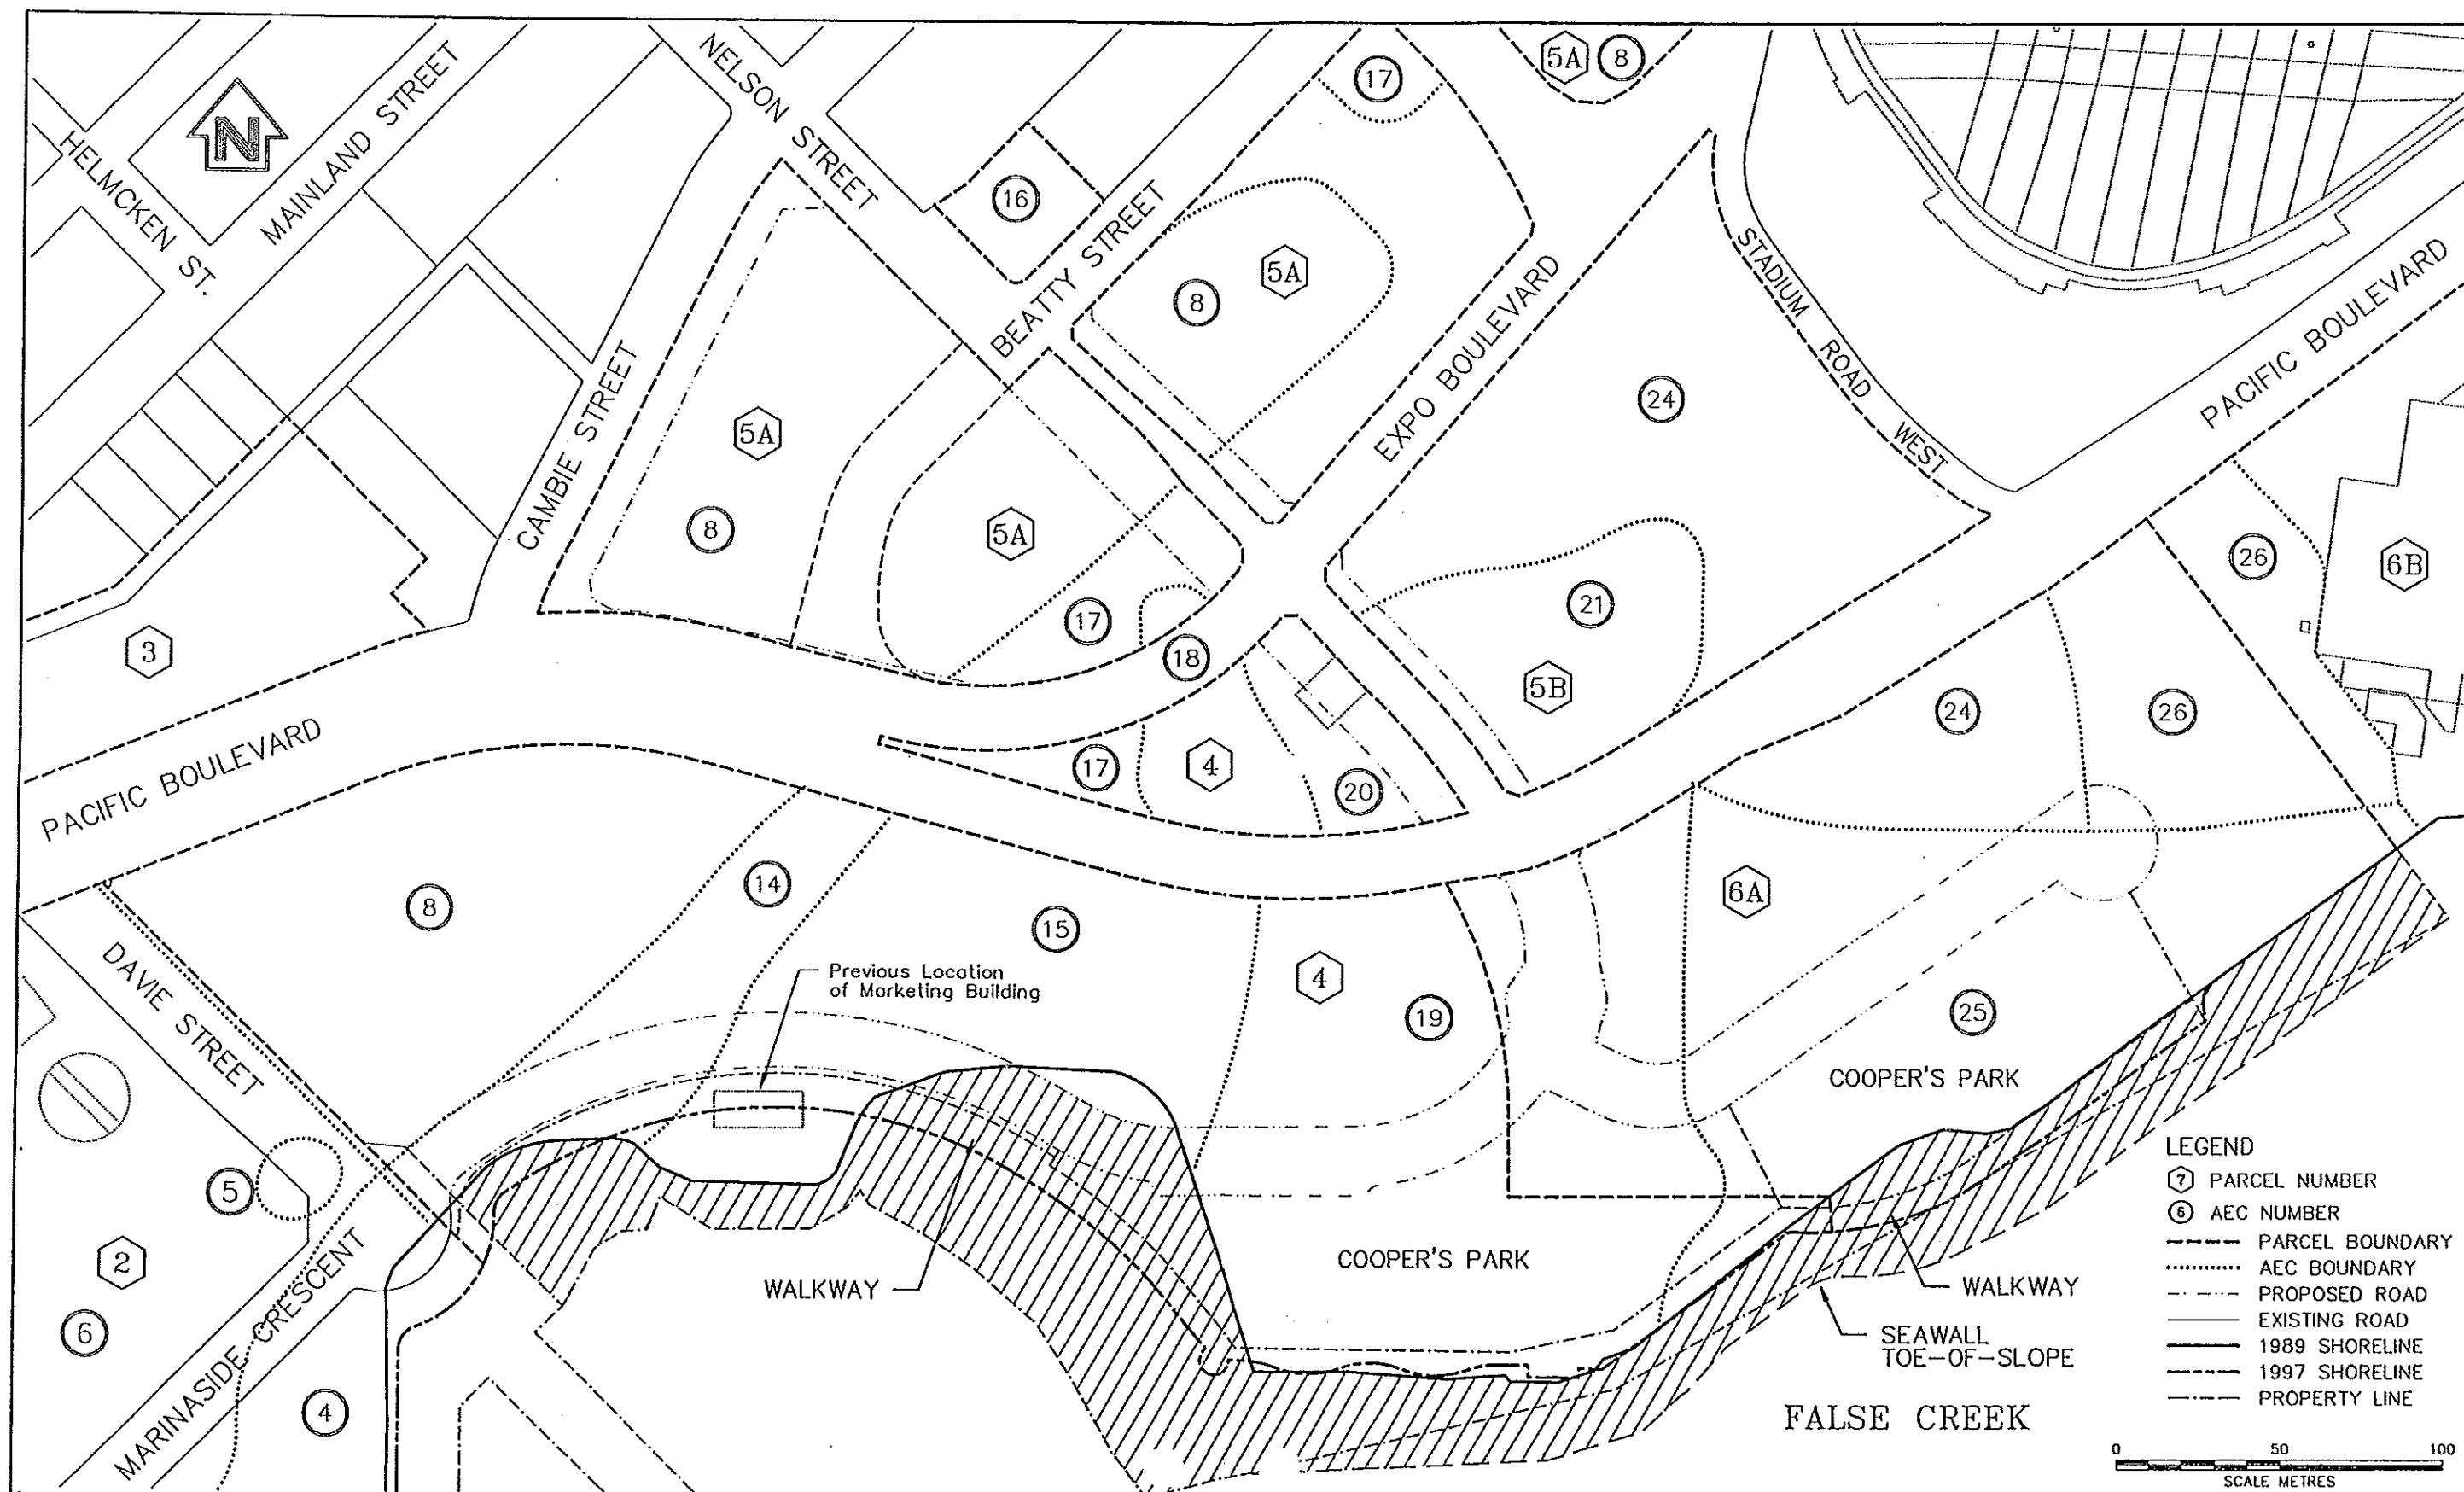 NELSON STREET
5A
8
17
N
HELMCKEN ST.
MAINLAND STREET
16
BEATTY STREET
5A
8
STADIUM ROAD WEST
PACIFIC BOULEVARD
EXPO BOULEVARD
24
CAMBIE STREET
5A
8
5A
26
6B
21
17
3
18
5B
24
26
PACIFIC BOULEVARD
17
4
20
14
8
15
6A
DAVIE STREET
Previous Location
of Marketing Building
4
19
25
COOPER'S PARK
5
2
6
MARINASIDE CRESCENT
4
WALKWAY
COOPER'S PARK
WALKWAY
SEAWALL
TOE-OF-SLOPE
FALSE CREEK
LEGEND
7 PARCEL NUMBER
6 AEC NUMBER
PARCEL BOUNDARY
AEC BOUNDARY
PROPOSED ROAD
EXISTING ROAD
1989 SHORELINE
1997 SHORELINE
PROPERTY LINE
0 50 100
SCALE METRES